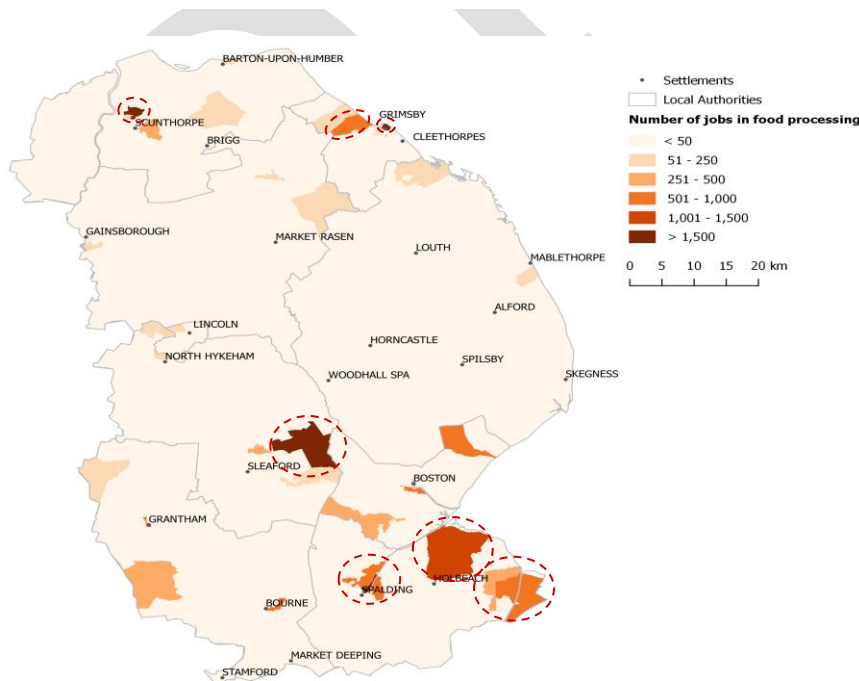 BARTON-UPON-HUMBER
SCUNTHORPE
BRIGG
GRIMSBY
CLEETHORPES
GAINSBOROUGH
MARKET RASEN
LOUTH
MABLETHORPE
ALFORD
LINCOLN
HORNCASTLE
NORTH HYKEHAM
SPILSBY
WOODHALL SPA
SKEGNESS
SLEAFORD
BOSTON
GRANTHAM
HOLBEACH
SPALDING
BOURNE
MARKET DEEPING
STAMFORD
Settlements
Local Authorities
Number of jobs in food processing
< 50
51 - 250
251 - 500
501 - 1,000
1,001 - 1,500
> 1,500
0 5 10 15 20 km